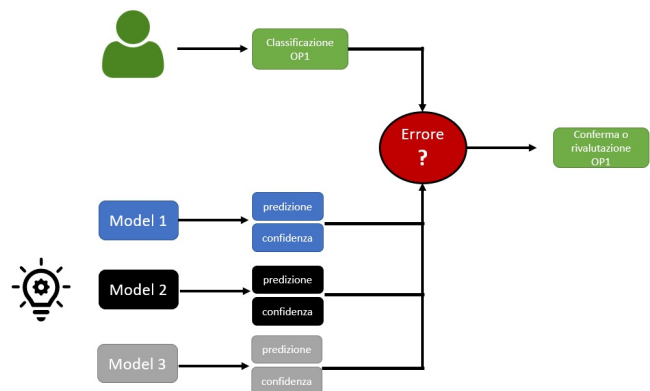 Classificazione
OP1
Errore
?
Conferma o
rivalutazione
OP1
Model 1
predizione
confidenza
Model 2
predizione
confidenza
Model 3
predizione
confidenza